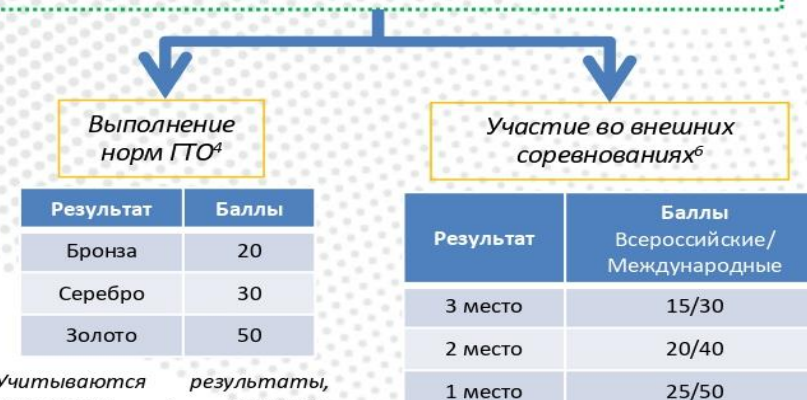 Выполнение
норм ГТО⁴
Результат Баллы
Бронза 20
Серебро 30
Золото 50
Учитываются результаты,
Участие во внешних
соревнованиях⁶
Результат
Баллы
Всероссийские/
Международные
3 место 15/30
2 место 20/40
1 место 25/50